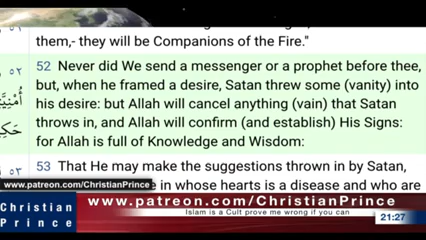 them,- they will be Companions of the Fire."
٥٢
52 Never did We send a messenger or a prophet before thee,
but, when he framed a desire, Satan threw some (vanity) into
his desire: but Allah will cancel anything (vain) that Satan
throws in, and Allah will confirm (and establish) His Signs:
for Allah is full of Knowledge and Wisdom:
٥٣
53 That He may make the suggestions thrown in by Satan,
www.patreon.com/ChristianPrince
e in whose hearts is a disease and who are
Christian
Prince
www.patreon.com/ChristianPrince
Islam is a Cult prove me wrong if you can
21:27